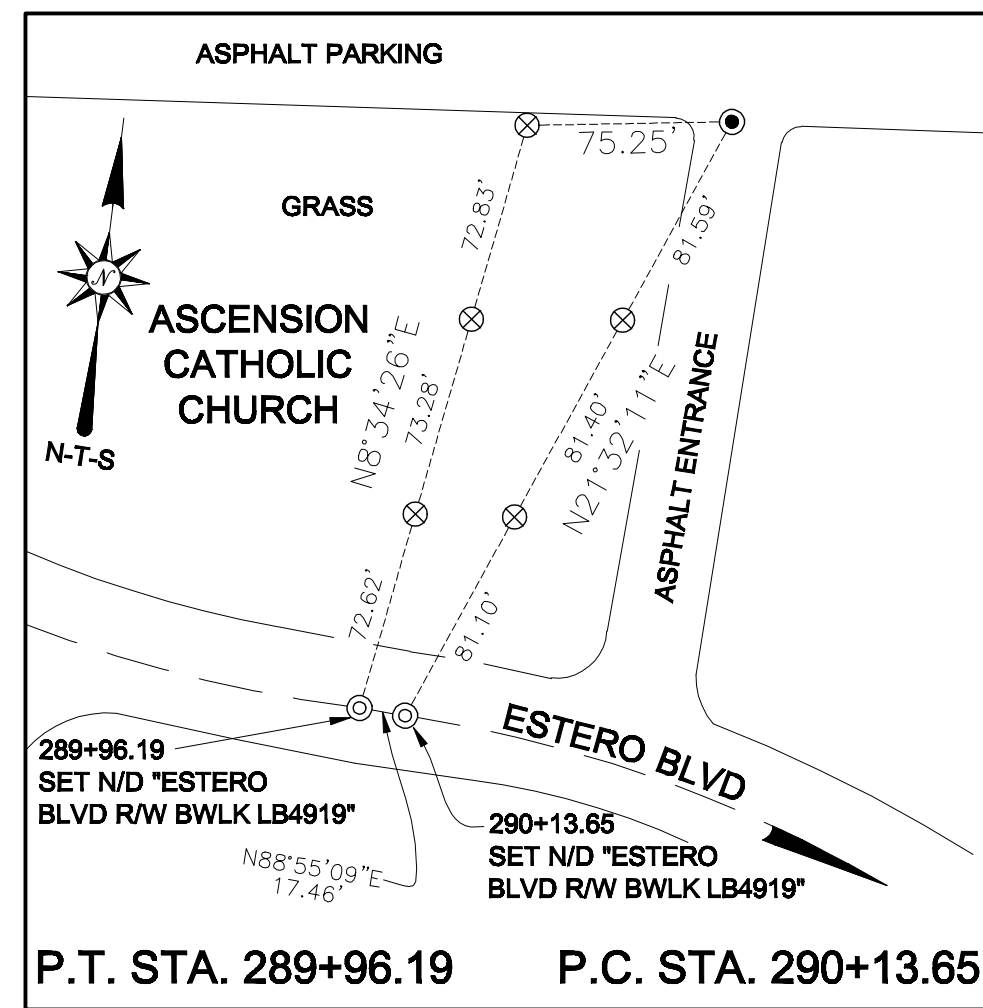 ASPHALT PARKING
75.25'
72.83'
81.59'
GRASS
N
ASCENSION
CATHOLIC
CHURCH
N-T-S
N8°34'26"E
73.28'
81.40'
N21°32'11"E
ASPHALT ENTRANCE
72.62'
81.10'
ESTERO BLVD
289+96.19
SET N/D "ESTERO
BLVD R/W BWLK LB4919"
290+13.65
SET N/D "ESTERO
BLVD R/W BWLK LB4919"
N88°55'09"E
17.46'
P.T. STA. 289+96.19
P.C. STA. 290+13.65